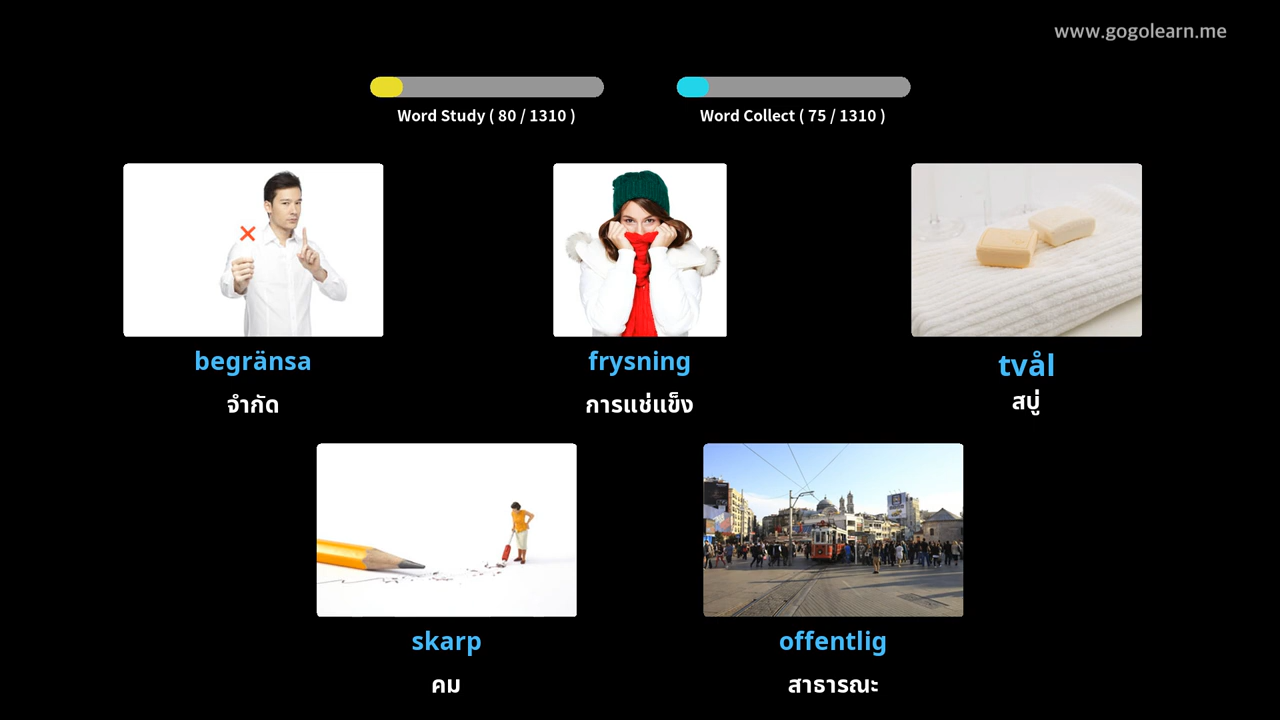 www.gogolearn.me
Word Study ( 80 / 1310 )
Word Collect ( 75 / 1310 )
begränsa
จำกัด
frysning
การแช่แข็ง
tvål
สบู่
skarp
คม
offentlig
สาธารณะ